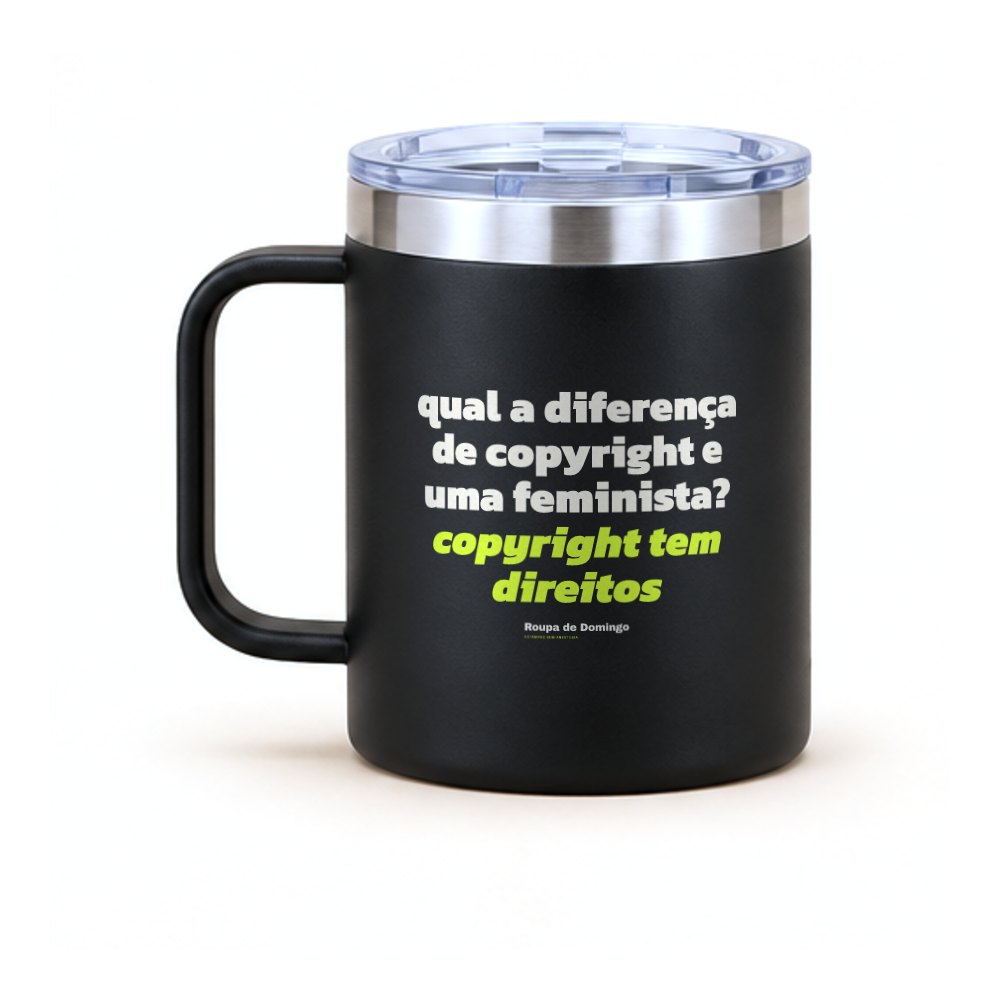 qual a diferença
de copyright e
uma feminista?
copyright tem
direitos
Roupa de Domingo